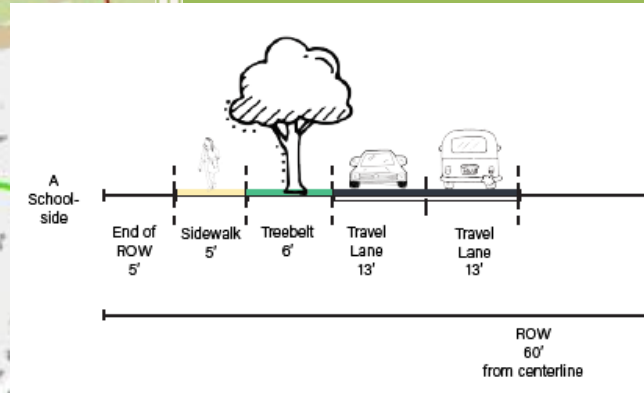 A
School-
side
End of
ROW
5'
Sidewalk
5'
Treebelt
6'
Travel
Lane
13'
Travel
Lane
13'
ROW
60'
from centerline